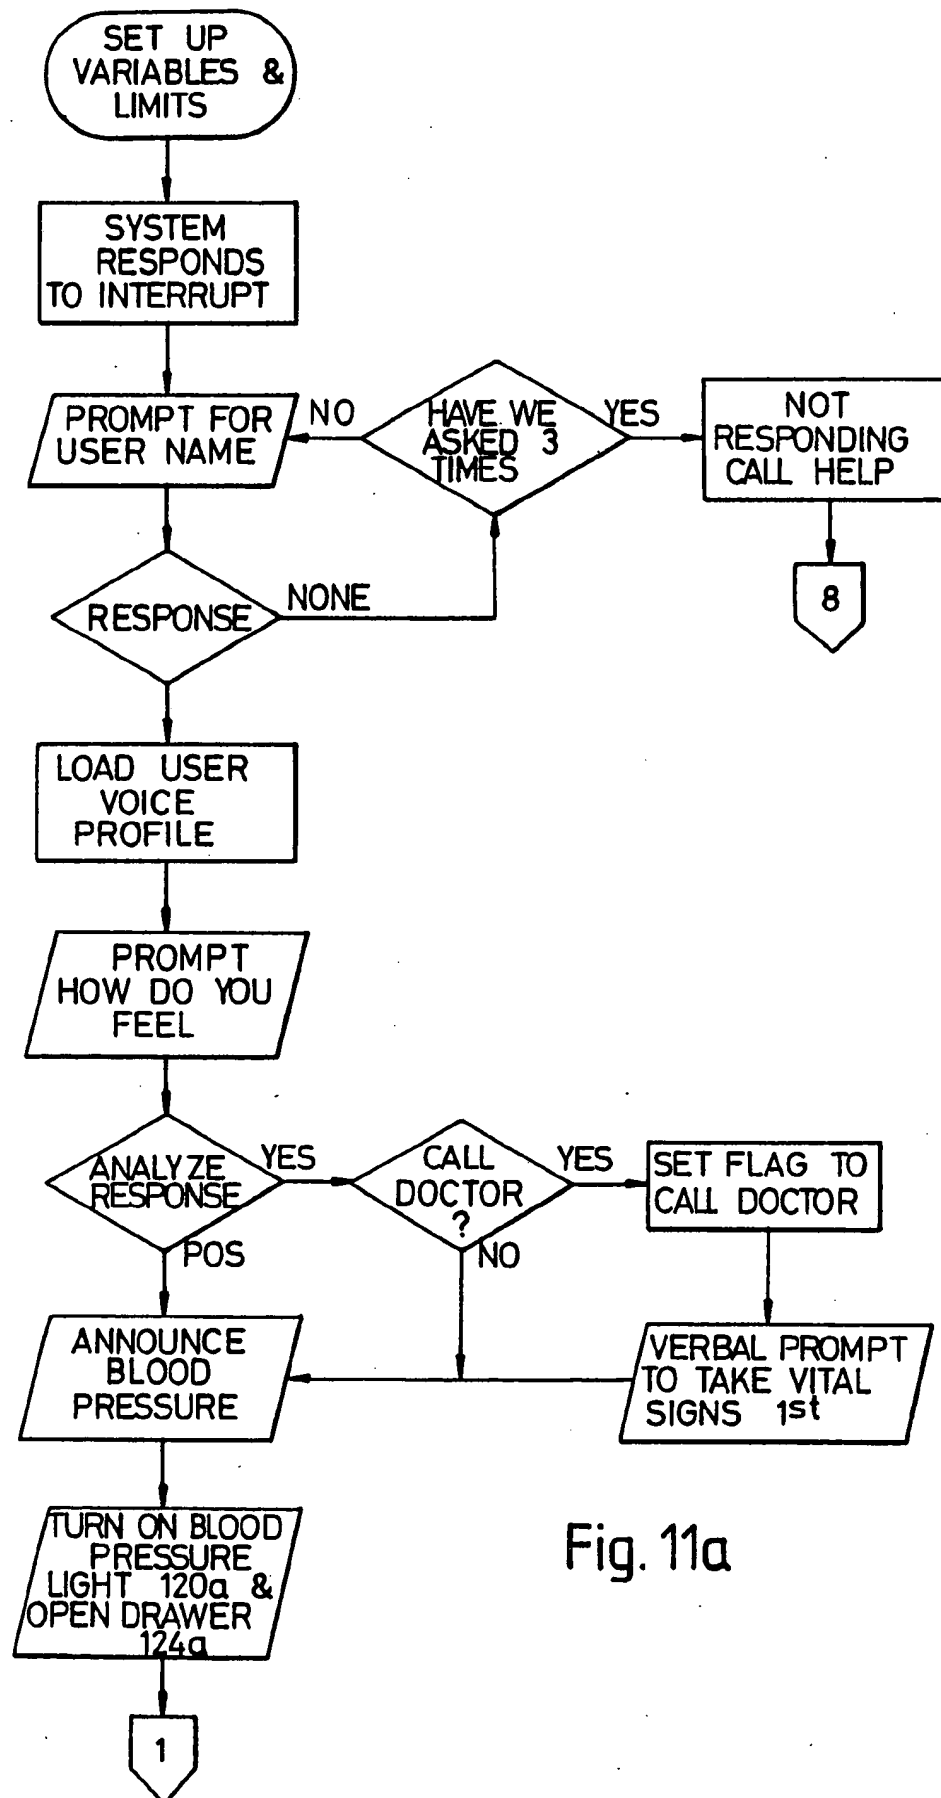 SET UP
VARIABLES &
LIMITS
SYSTEM
RESPONDS
TO INTERRUPT
PROMPT FOR
USER NAME
NO
HAVE WE
ASKED 3
TIMES
YES
NOT
RESPONDING
CALL HELP
8
RESPONSE
NONE
LOAD USER
VOICE
PROFILE
PROMPT
HOW DO YOU
FEEL
ANALYZE
RESPONSE
YES
POS
CALL
DOCTOR
?
YES
NO
SET FLAG TO
CALL DOCTOR
VERBAL PROMPT
TO TAKE VITAL
SIGNS 1st
ANNOUNCE
BLOOD
PRESSURE
TURN ON BLOOD
PRESSURE
LIGHT 120a &
OPEN DRAWER
124a
1
Fig. 11a